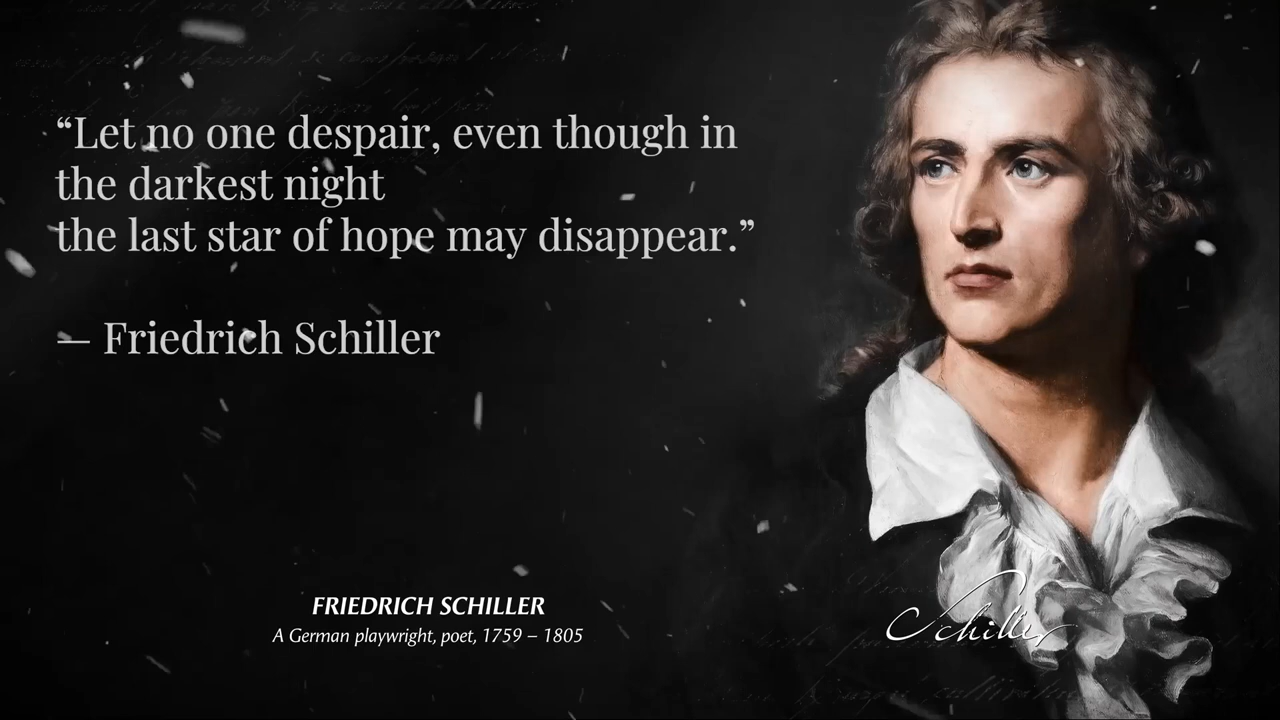 “Let no one despair, even though in
the darkest night
the last star of hope may disappear.”
— Friedrich Schiller
FRIEDRICH SCHILLER
A German playwright, poet, 1759 – 1805
Schiller